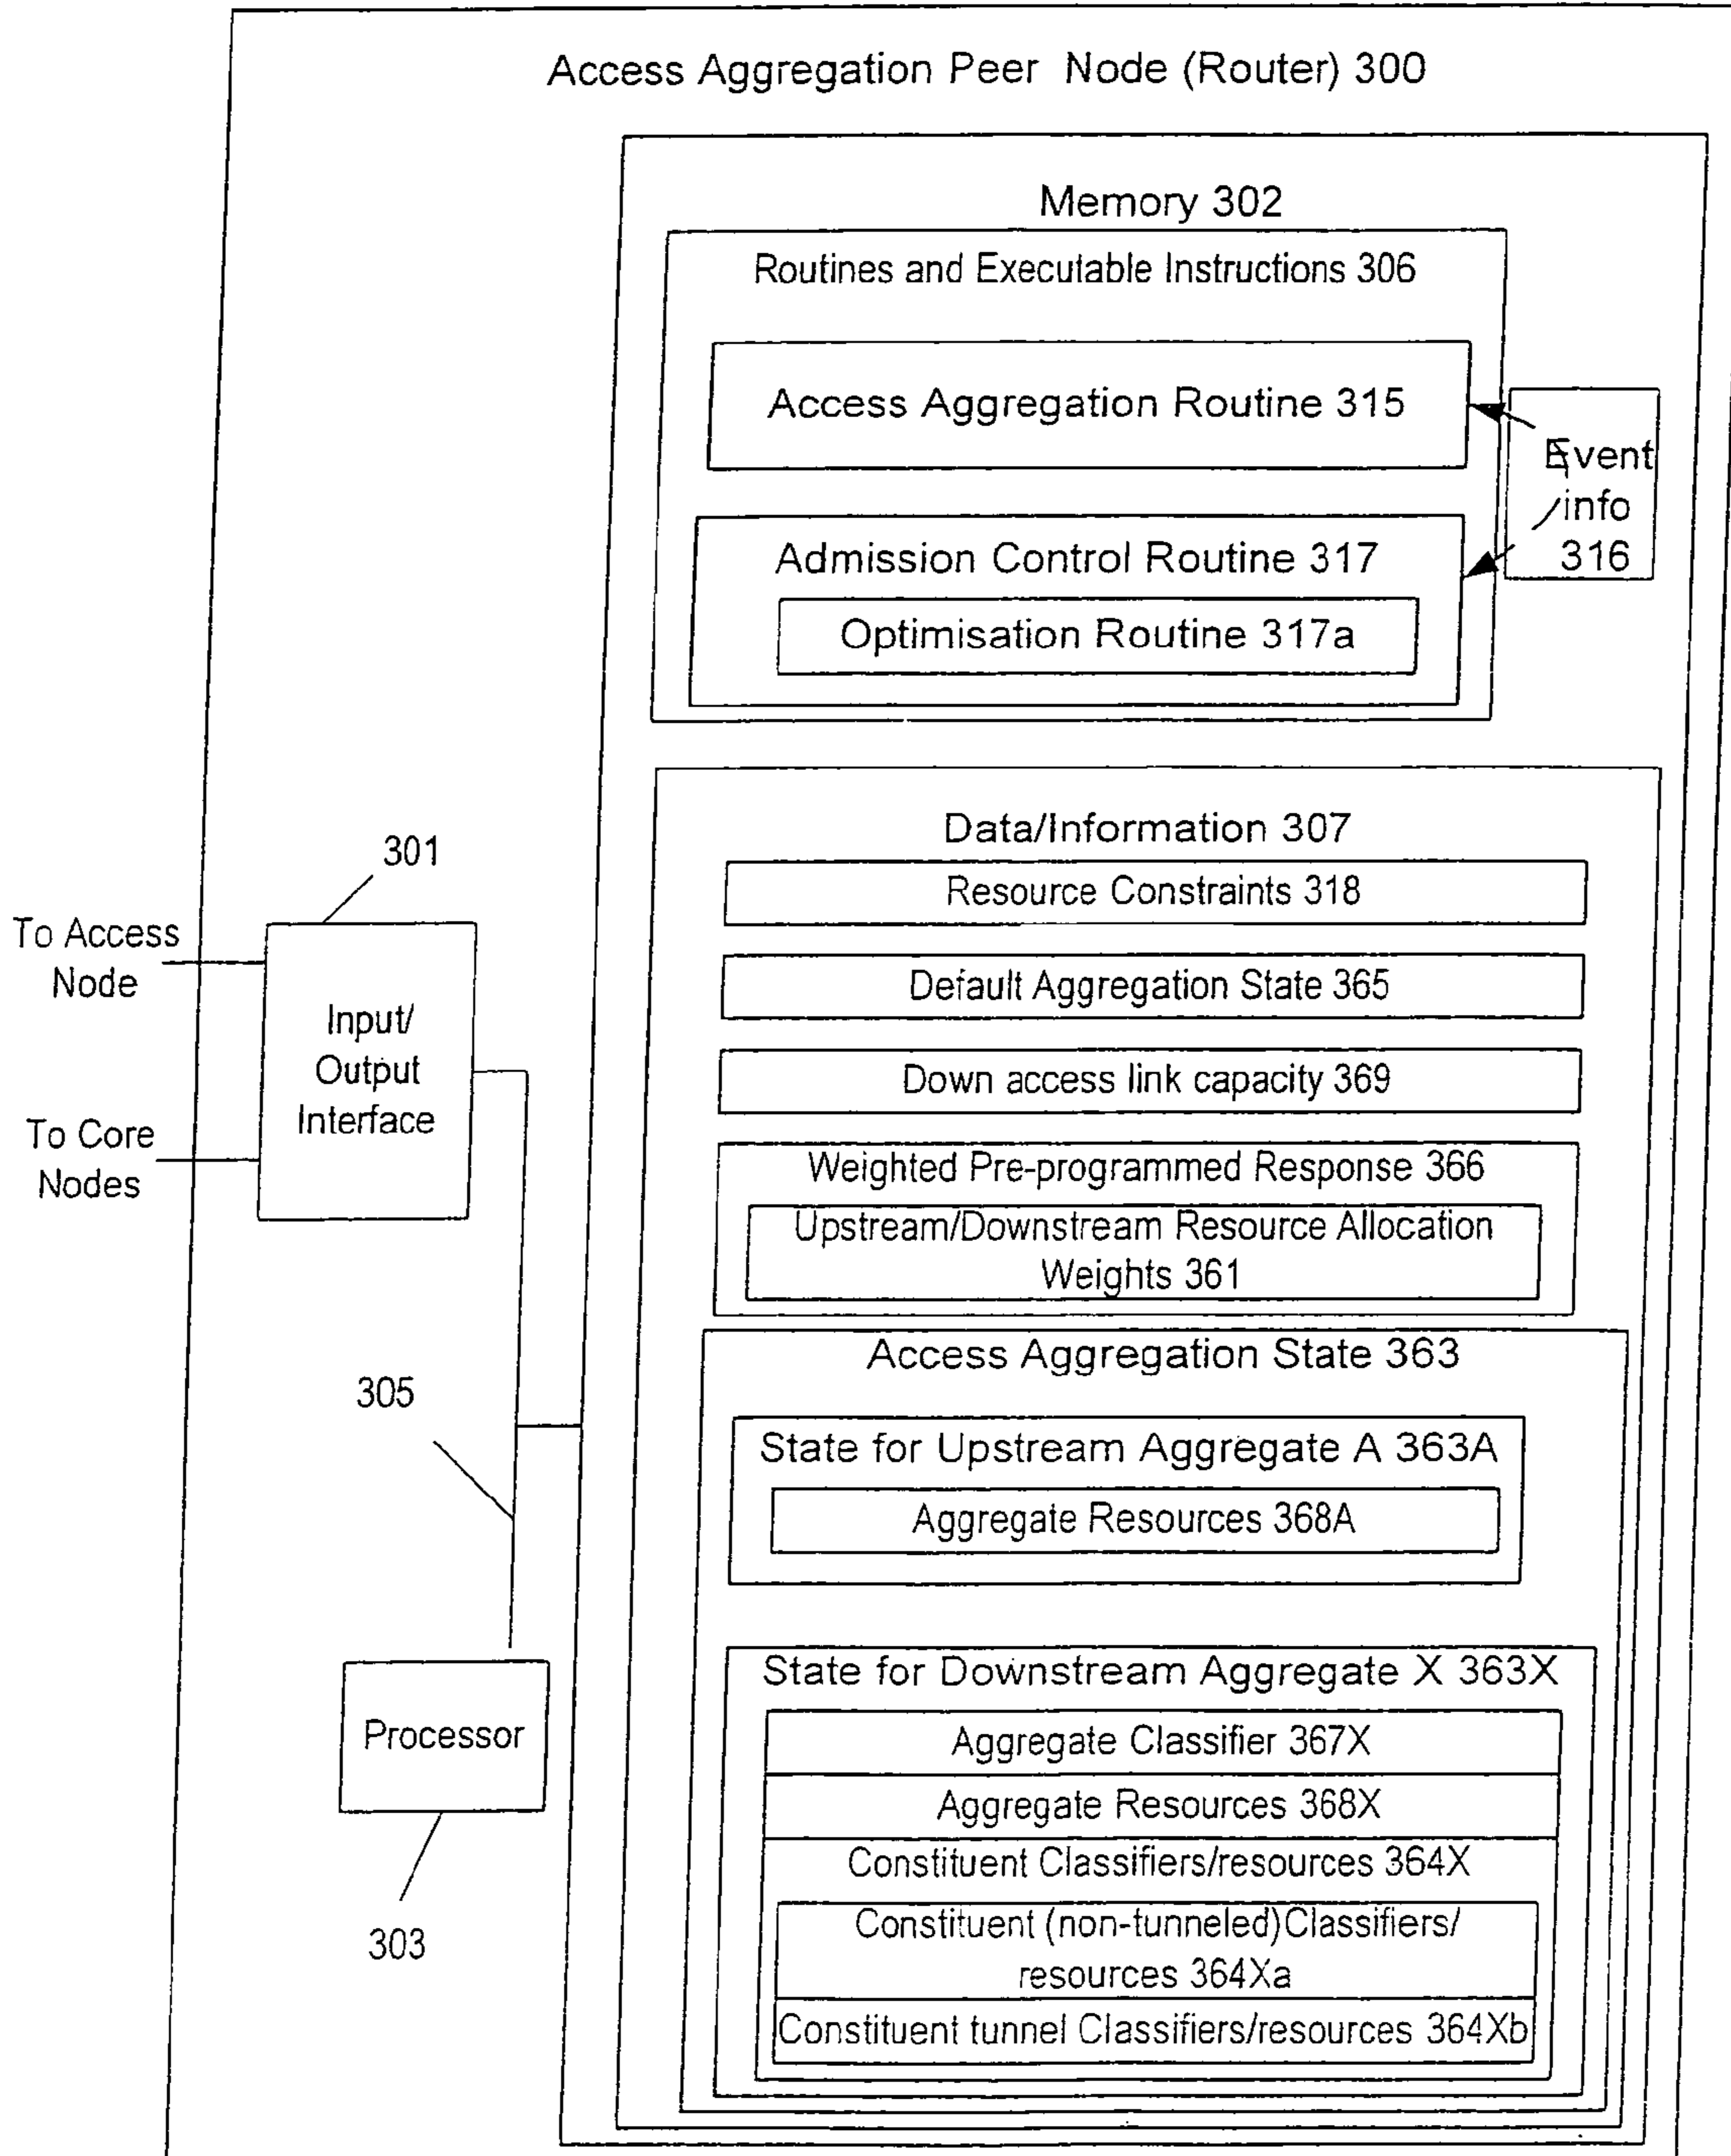 Access Aggregation Peer Node (Router) 300
Memory 302
Routines and Executable Instructions 306
Access Aggregation Routine 315
Event
info
316
Admission Control Routine 317
Optimisation Routine 317a
Data/Information 307
Resource Constraints 318
Default Aggregation State 365
Down access link capacity 369
Weighted Pre-programmed Response 366
Upstream/Downstream Resource Allocation
Weights 361
Access Aggregation State 363
State for Upstream Aggregate A 363A
Aggregate Resources 368A
State for Downstream Aggregate X 363X
Aggregate Classifier 367X
Aggregate Resources 368X
Constituent Classifiers/resources 364X
Constituent (non-tunneled)Classifiers/
resources 364Xa
Constituent tunnel Classifiers/resources 364Xb
301
To Access
Node
Input/
Output
Interface
To Core
Nodes
305
Processor
303